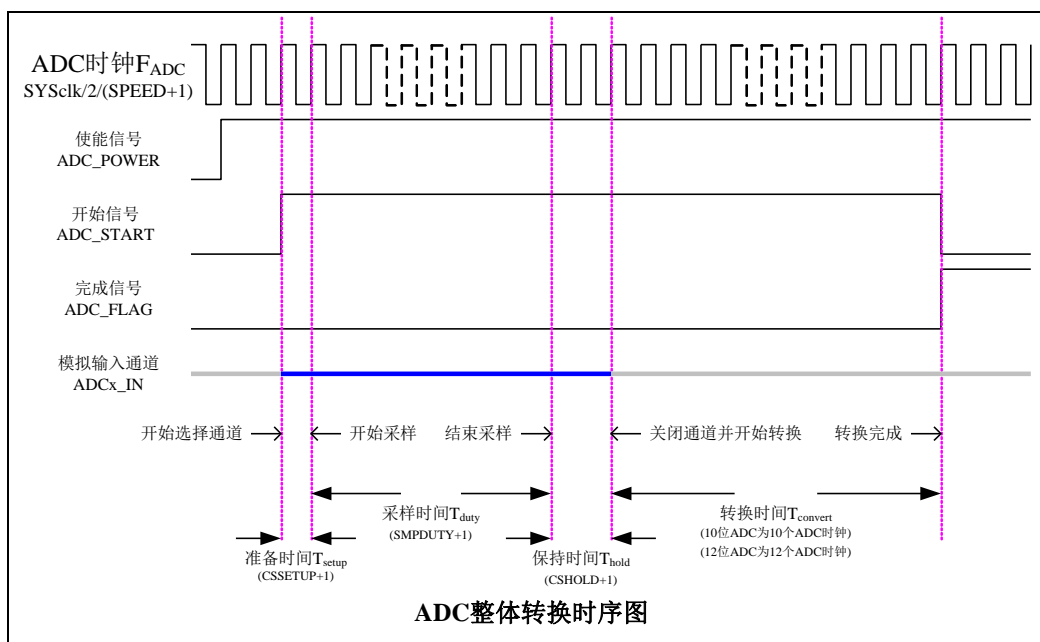 ADC时钟FADC
SYSclk/2/(SPEED+1)
使能信号
ADC_POWER
开始信号
ADC_START
完成信号
ADC_FLAG
模拟输入通道
ADCx_IN
开始选择通道 开始采样 结束采样 关闭通道并开始转换 转换完成
采样时间Tduty
(SMPDUTY+1)
转换时间Tconvert
(10位ADC为10个ADC时钟)
(12位ADC为12个ADC时钟)
准备时间Tsetup
(CSSETUP+1)
保持时间Thold
(CSHOLD+1)
ADC整体转换时序图